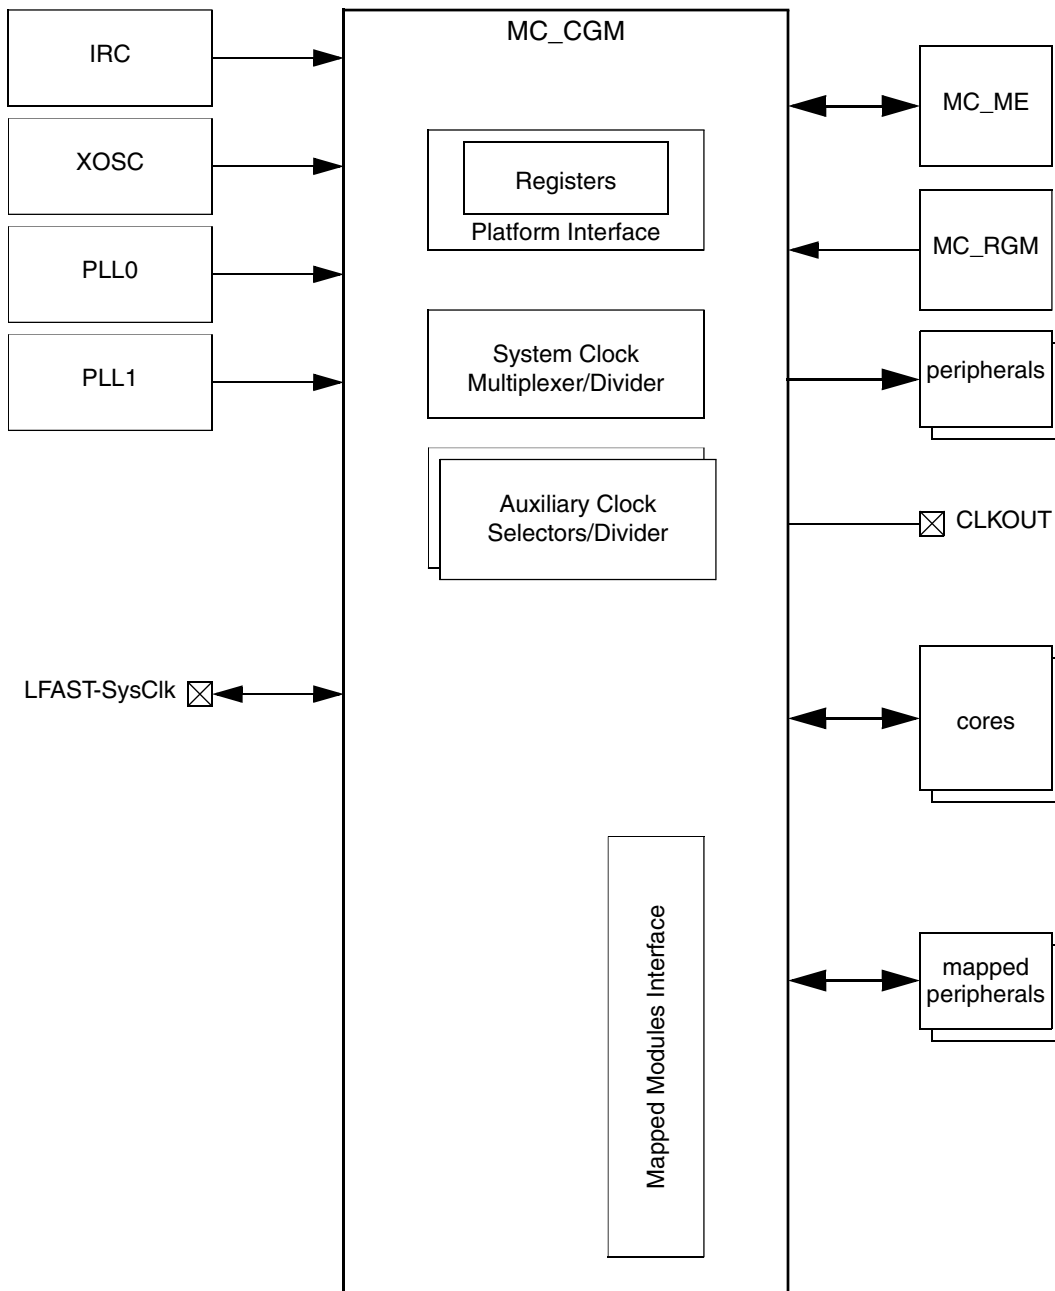 MC_CGM
IRC
XOSC
PLL0
PLL1
LFAST-SysClk
Registers
Platform Interface
System Clock
Multiplexer/Divider
Auxiliary Clock
Selectors/Divider
Mapped Modules Interface
MC_ME
MC_RGM
peripherals
CLKOUT
cores
mapped
peripherals